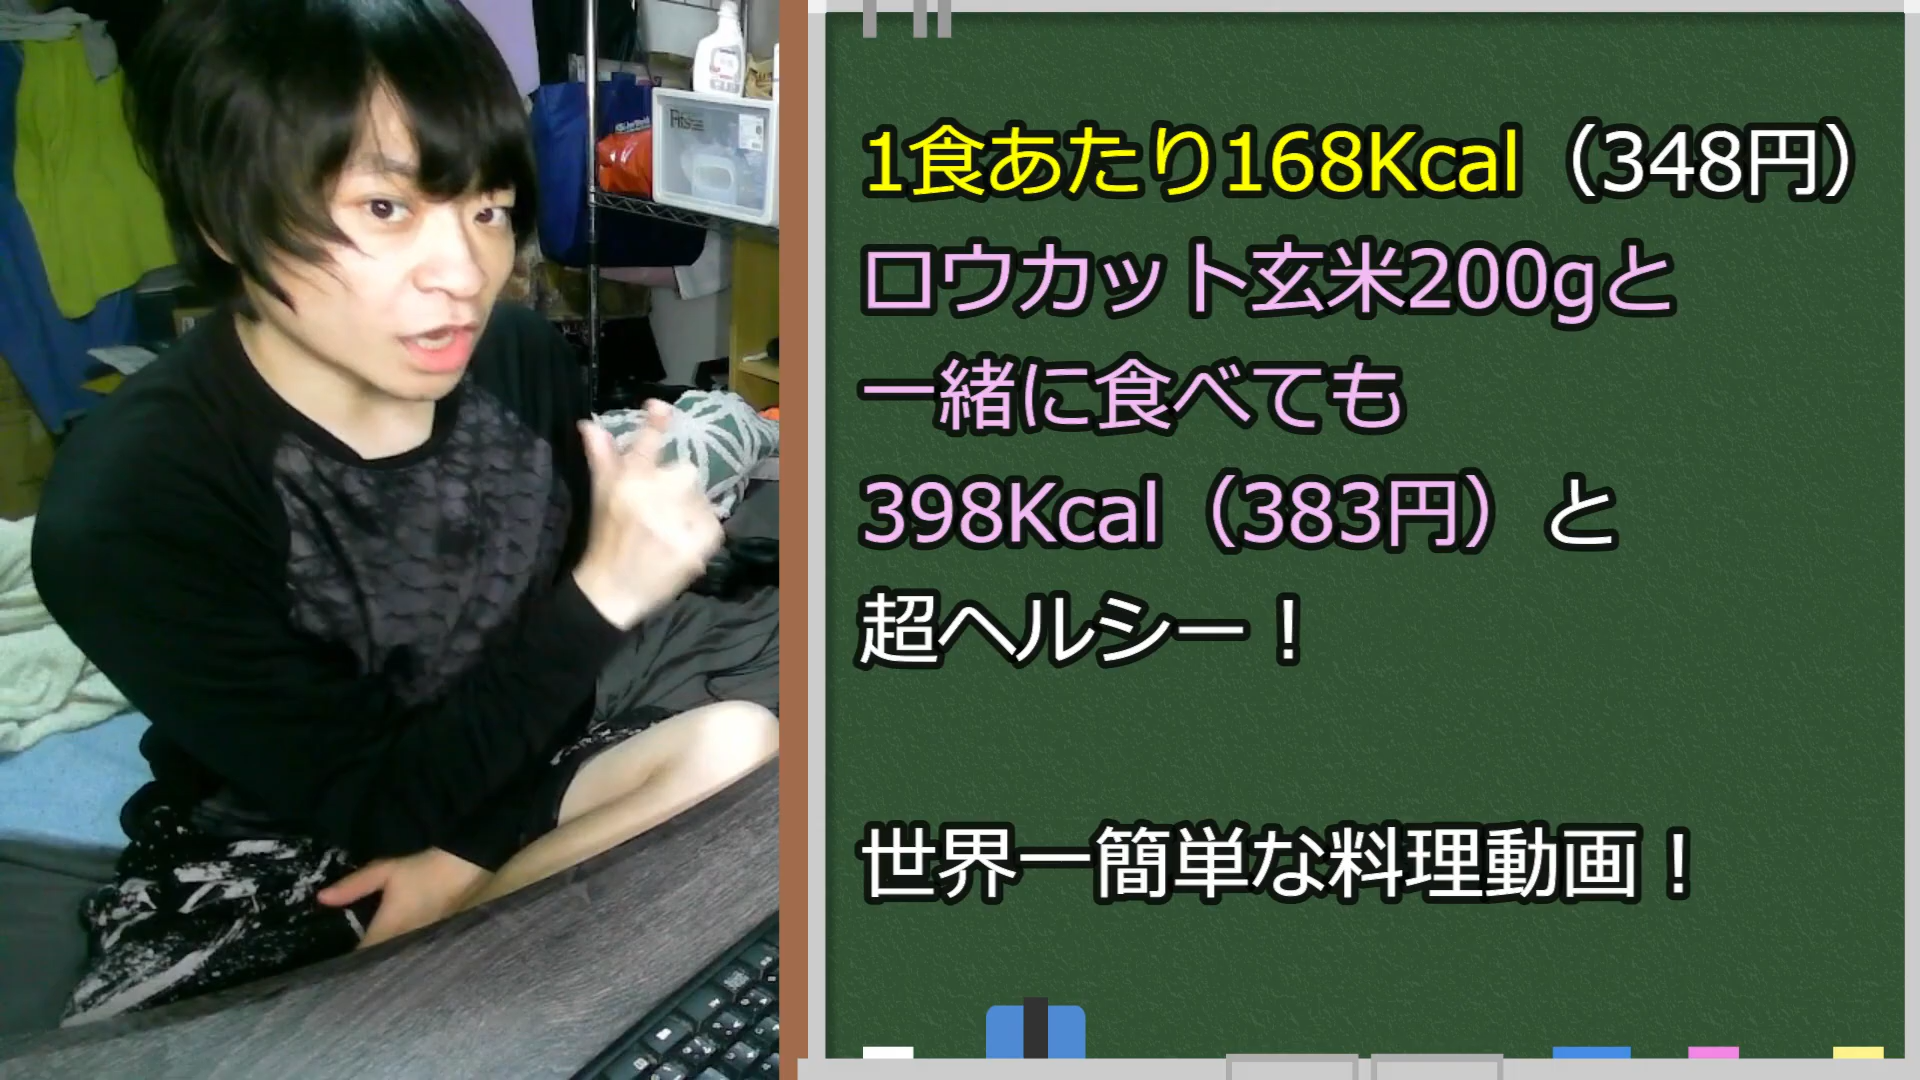 1食あたり168Kcal（348円）
ロウカット玄米200gと
一緒に食べても
398Kcal（383円）と
超ヘルシー！
世界一簡単な料理動画！
Fits